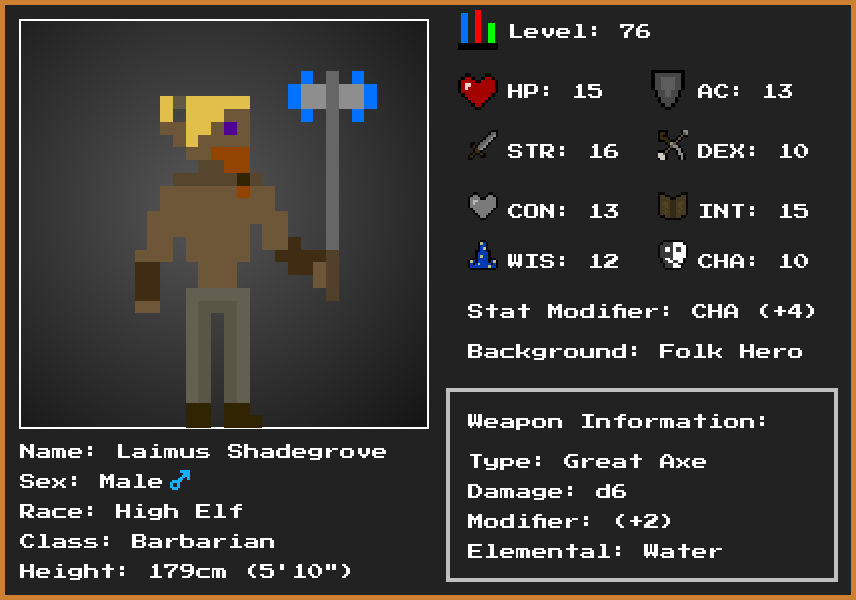 Level: 76
HP: 15 AC: 13
STR: 16 DEX: 10
CON: 13 INT: 15
WIS: 12 CHA: 10
Stat Modifier: CHA (+4)
Background: Folk Hero
Weapon Information:
Type: Great Axe
Damage: d6
Modifier: (+2)
Elemental: Water
Name: Laimus Shadegrove
Sex: Male ♂
Race: High Elf
Class: Barbarian
Height: 179cm (5'10")